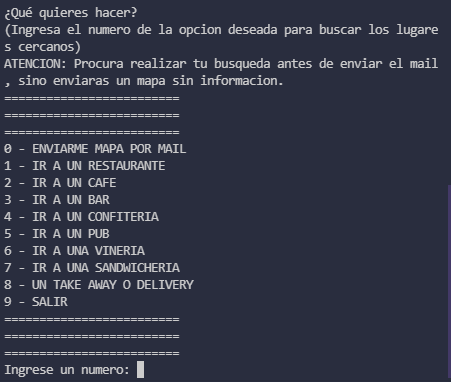 ¿Qué quieres hacer?
(Ingresa el numero de la opcion deseada para buscar los lugare
s cercanos)
ATENCION: Procura realizar tu busqueda antes de enviar el mail
, sino enviaras un mapa sin informacion.
=========================
=========================
=========================
0 - ENVIARME MAPA POR MAIL
1 - IR A UN RESTAURANTE
2 - IR A UN CAFE
3 - IR A UN BAR
4 - IR A UN CONFITERIA
5 - IR A UN PUB
6 - IR A UNA VINERIA
7 - IR A UNA SANDWICHERIA
8 - UN TAKE AWAY O DELIVERY
9 - SALIR
=========================
=========================
=========================
Ingrese un numero: